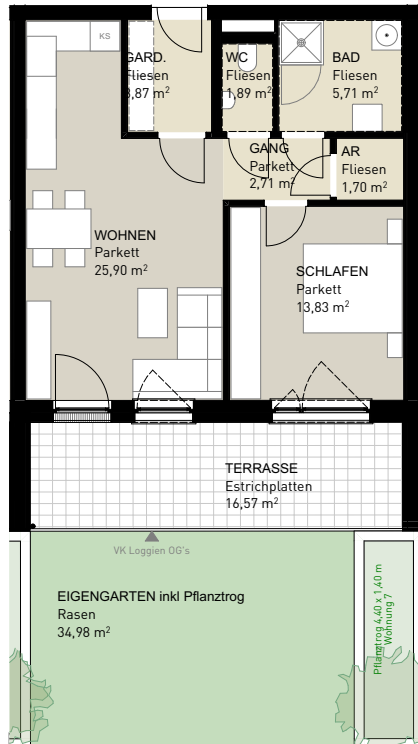 KS
GARD.
Fliesen
3,87 m²
WC
Fliesen
1,89 m²
BAD
Fliesen
5,71 m²
GANG
Parkett
2,71 m²
AR
Fliesen
1,70 m²
WOHNEN
Parkett
25,90 m²
SCHLAFEN
Parkett
13,83 m²
TERRASSE
Estrichplatten
16,57 m²
VK Loggien OG's
EIGENGARTEN inkl Pflanztrog
Rasen
34,98 m²
Pflanztrog 4,40 x 1,40 m
Wohnung 7